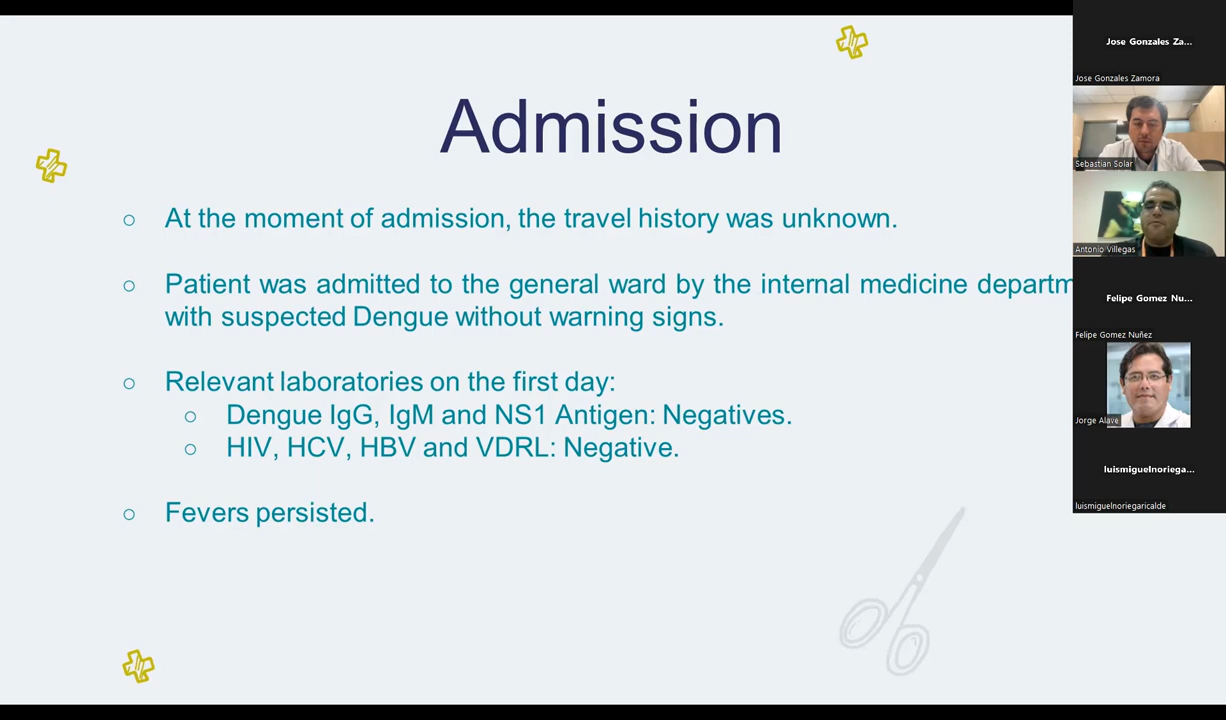 Admission
○ At the moment of admission, the travel history was unknown.
○ Patient was admitted to the general ward by the internal medicine departm
with suspected Dengue without warning signs.
○ Relevant laboratories on the first day:
○ Dengue IgG, IgM and NS1 Antigen: Negatives.
○ HIV, HCV, HBV and VDRL: Negative.
○ Fevers persisted.
Jose Gonzales Za...
Jose Gonzales Zamora
Sebastian Solar
Antonio Villegas
Felipe Gomez Nu...
Felipe Gomez Nuñez
Jorge Alave
luismiguelnoriega...
luismiguelnoriegaricalde